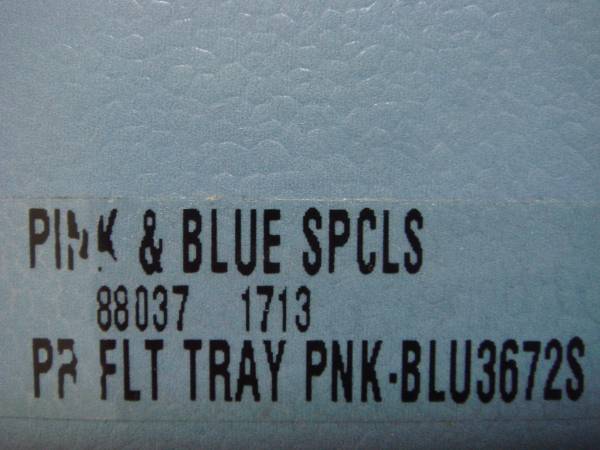 PINK & BLUE SPCLS
88037 1713
PR FLT TRAY PNK-BLU3672S